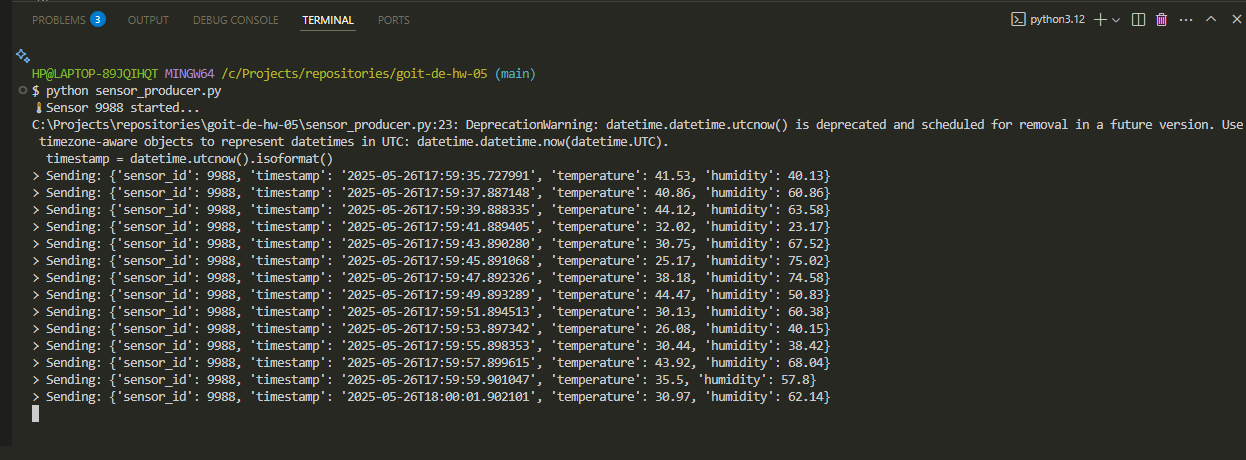 PROBLEMS 3 OUTPUT DEBUG CONSOLE TERMINAL PORTS python3.12
HP@LAPTOP-89JQIHQT MINGW64 /c/Projects/repositories/goit-de-hw-05 (main)
$ python sensor_producer.py
🌡Sensor 9988 started...
C:\Projects\repositories\goit-de-hw-05\sensor_producer.py:23: DeprecationWarning: datetime.datetime.utcnow() is deprecated and scheduled for removal in a future version. Use
timezone-aware objects to represent datetimes in UTC: datetime.datetime.now(datetime.UTC).
timestamp = datetime.utcnow().isoformat()
> Sending: {'sensor_id': 9988, 'timestamp': '2025-05-26T17:59:35.727991', 'temperature': 41.53, 'humidity': 40.13}
> Sending: {'sensor_id': 9988, 'timestamp': '2025-05-26T17:59:37.887148', 'temperature': 40.86, 'humidity': 60.86}
> Sending: {'sensor_id': 9988, 'timestamp': '2025-05-26T17:59:39.888335', 'temperature': 44.12, 'humidity': 63.58}
> Sending: {'sensor_id': 9988, 'timestamp': '2025-05-26T17:59:41.889405', 'temperature': 32.02, 'humidity': 23.17}
> Sending: {'sensor_id': 9988, 'timestamp': '2025-05-26T17:59:43.890280', 'temperature': 30.75, 'humidity': 67.52}
> Sending: {'sensor_id': 9988, 'timestamp': '2025-05-26T17:59:45.891068', 'temperature': 25.17, 'humidity': 75.02}
> Sending: {'sensor_id': 9988, 'timestamp': '2025-05-26T17:59:47.892326', 'temperature': 38.18, 'humidity': 74.58}
> Sending: {'sensor_id': 9988, 'timestamp': '2025-05-26T17:59:49.893289', 'temperature': 44.47, 'humidity': 50.83}
> Sending: {'sensor_id': 9988, 'timestamp': '2025-05-26T17:59:51.894513', 'temperature': 30.13, 'humidity': 60.38}
> Sending: {'sensor_id': 9988, 'timestamp': '2025-05-26T17:59:53.897342', 'temperature': 26.08, 'humidity': 40.15}
> Sending: {'sensor_id': 9988, 'timestamp': '2025-05-26T17:59:55.898353', 'temperature': 30.44, 'humidity': 38.42}
> Sending: {'sensor_id': 9988, 'timestamp': '2025-05-26T17:59:57.899615', 'temperature': 43.92, 'humidity': 68.04}
> Sending: {'sensor_id': 9988, 'timestamp': '2025-05-26T17:59:59.901047', 'temperature': 35.5, 'humidity': 57.8}
> Sending: {'sensor_id': 9988, 'timestamp': '2025-05-26T18:00:01.902101', 'temperature': 30.97, 'humidity': 62.14}